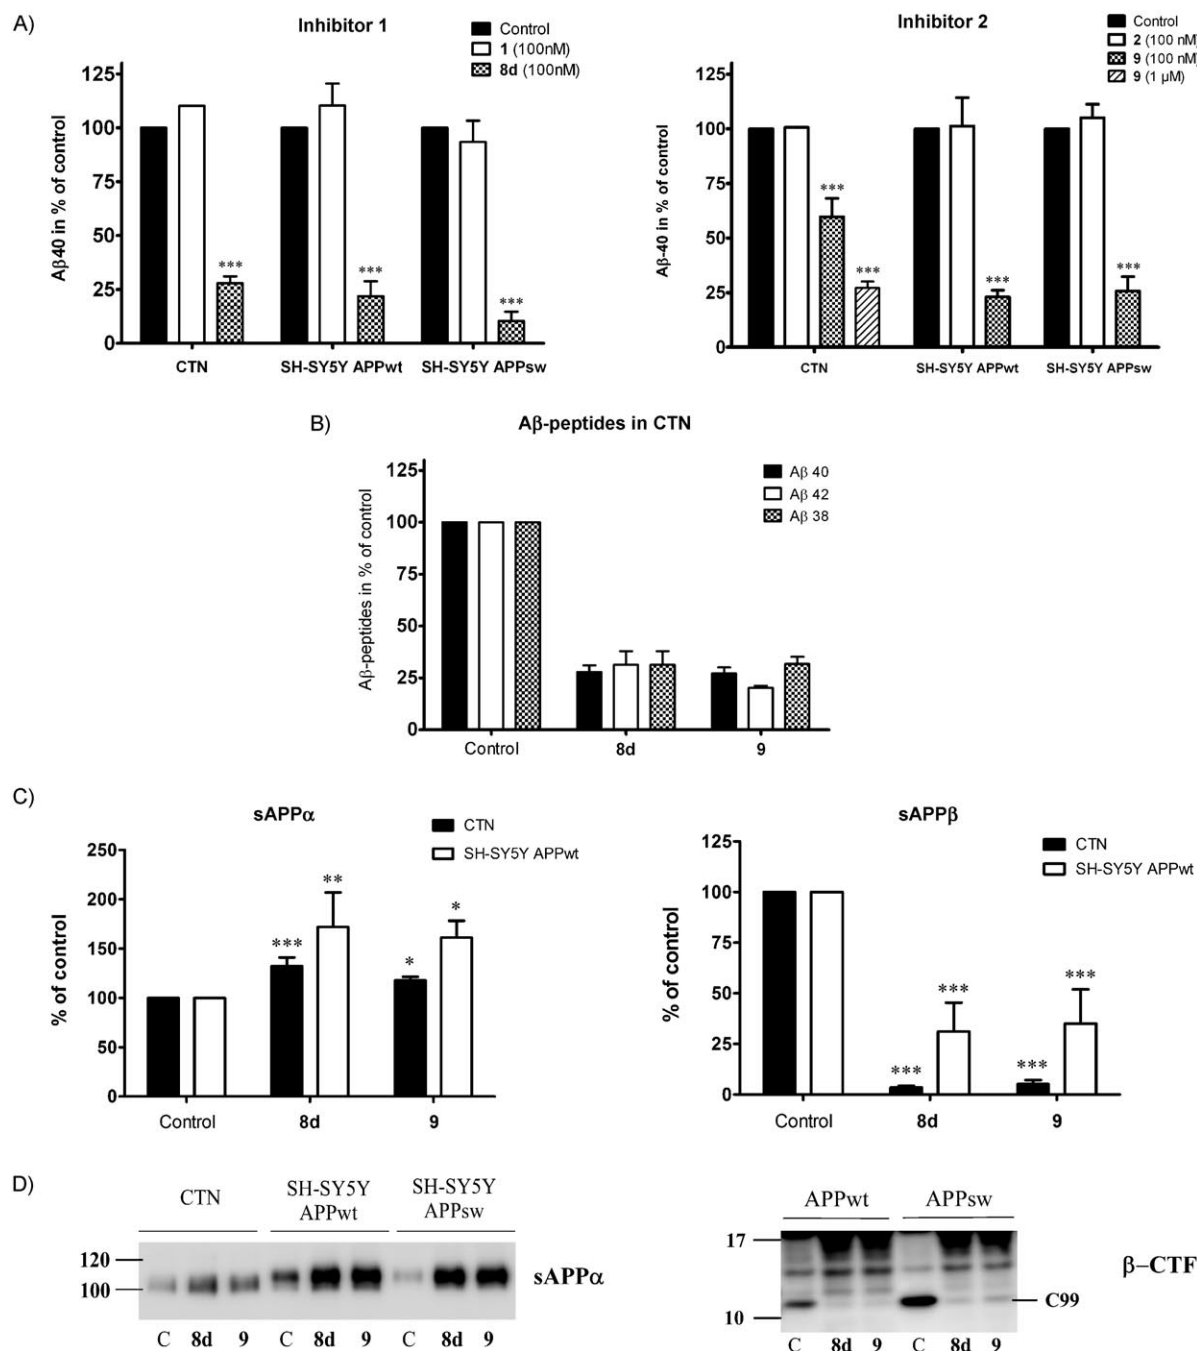 A)
Inhibitor 1
Control
1 (100nM)
8d (100nM)
Aβ40 in % of control
125
100
75
50
25
0
***
***
***
CTN
SH-SY5Y APPwt
SH-SY5Y APPsw
Inhibitor 2
Control
2 (100 nM)
9 (100 nM)
9 (1 µM)
Aβ-40 in % of control
125
100
75
50
25
0
***
***
***
***
CTN
SH-SY5Y APPwt
SH-SY5Y APPsw
B)
Aβ-peptides in CTN
Aβ 40
Aβ 42
Aβ 38
Aβ-peptides in % of control
125
100
75
50
25
0
Control
8d
9
C)
sAPPα
CTN
SH-SY5Y APPwt
% of control
250
200
150
100
50
0
***
**
*
*
Control
8d
9
sAPPβ
CTN
SH-SY5Y APPwt
% of control
125
100
75
50
25
0
***
***
***
***
Control
8d
9
D)
CTN
SH-SY5Y
APPwt
SH-SY5Y
APPsw
120
100
sAPPα
C 8d 9 C 8d 9 C 8d 9
APPwt
APPsw
17
10
β–CTF
C99
C 8d 9 C 8d 9